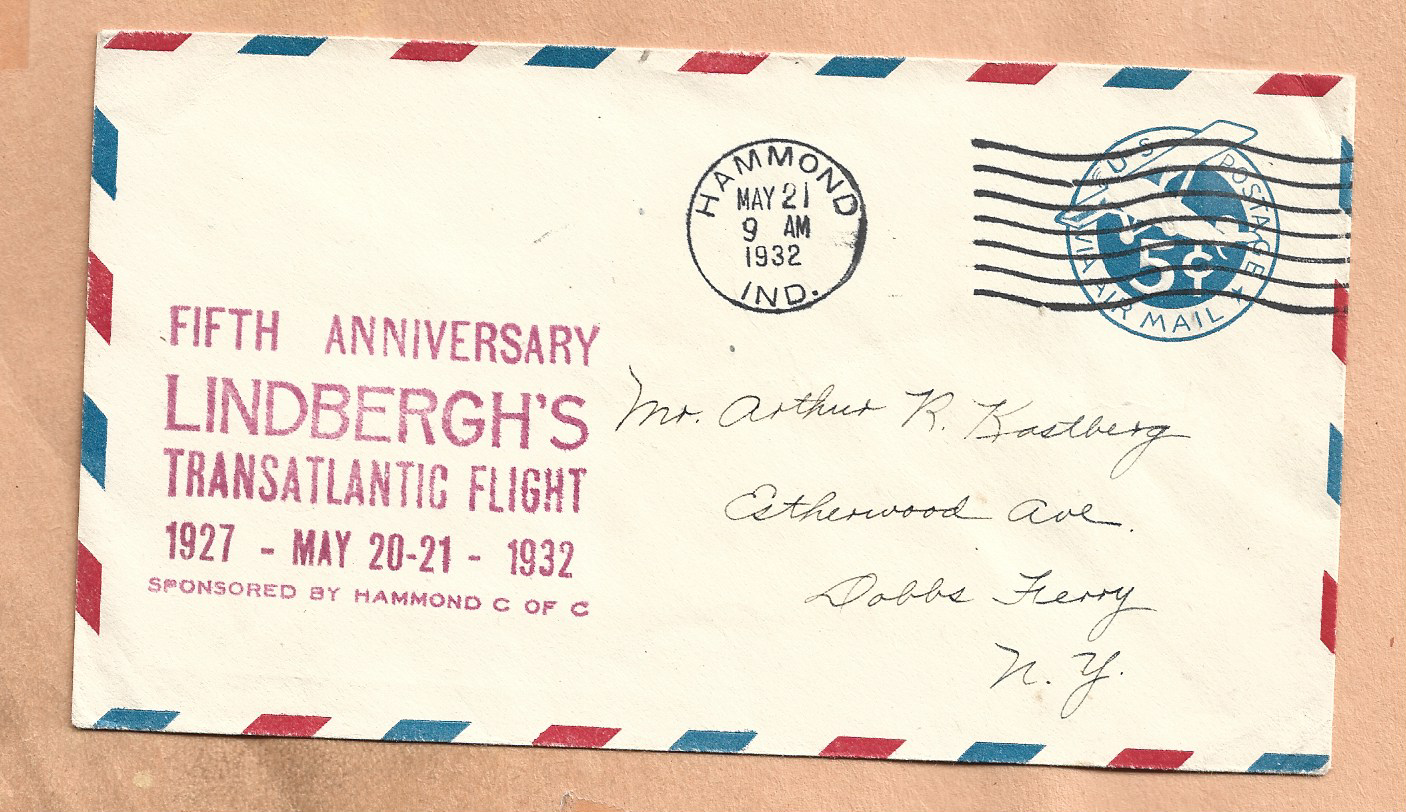 HAMMOND
MAY 21
9 AM
1932
IND.
U.S. POSTAGE
5¢
VIA AIR MAIL
FIFTH ANNIVERSARY
LINDBERGH'S
TRANSATLANTIC FLIGHT
1927 - MAY 20-21 - 1932
SPONSORED BY HAMMOND C OF C
Mr. Arthur R. Kastberg
Estherwood Ave.
Dobbs Ferry
N. Y.